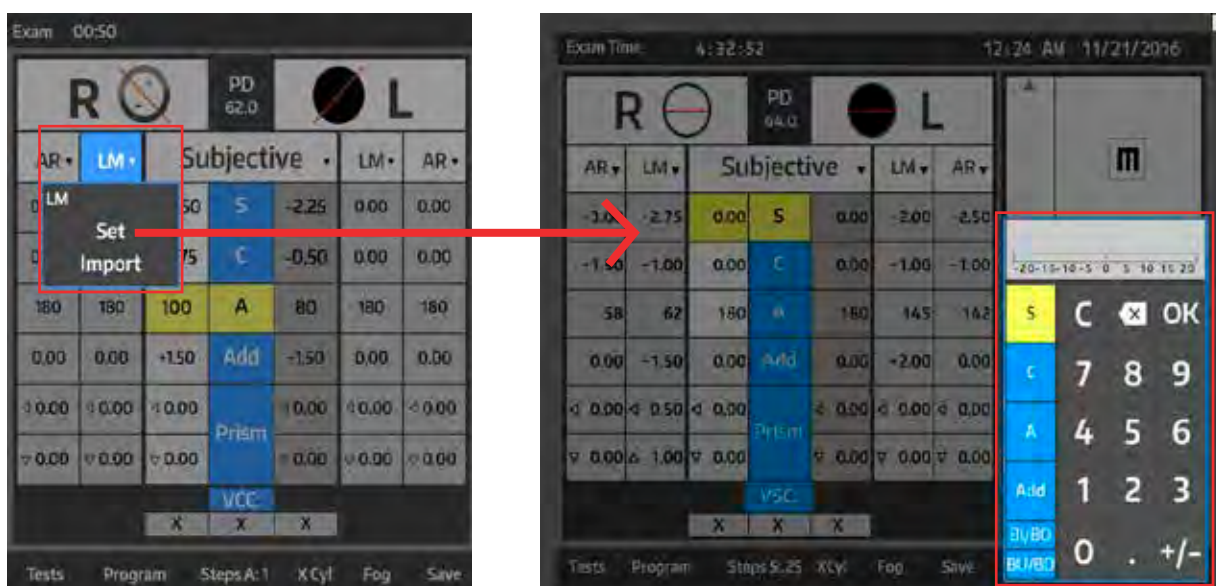 Exam 00:50
R PD 62.0 L
AR LM Subjective LM AR
LM
Set
Import
S -2.25 0.00 0.00
C -0.50 0.00 0.00
180 180 100 A 80 180 180
0.00 0.00 +1.50 Add -1.50 0.00 0.00
0.00 0.00 0.00 Prism 0.00 0.00 0.00
0.00 0.00 0.00 0.00 0.00 0.00
VCC
X X X
Tests Program Steps A: 1 X Cyl Fog Save
Exam Time: 4:32:52 12:24 AM 11/21/2016
R PD 64.0 L
m
AR LM Subjective LM AR
-2.75 0.00 S 0.00 -2.00 -2.50
-1.50 -1.00 0.00 C 0.00 -1.00 -1.00
58 62 180 A 180 145 142
0.00 -1.50 0.00 Add 0.00 +2.00 0.00
0.00 0.50 0.00 Prism 0.00 0.00 0.00
0.00 1.00 0.00 0.00 0.00 0.00
VSC
X X X
Tests Program Steps S:.25 XCyl Fog Save
-20 -15 -10 -5 0 5 10 15 20
S C OK
C 7 8 9
A 4 5 6
Add 1 2 3
BI/BO
BU/BD 0 . +/-